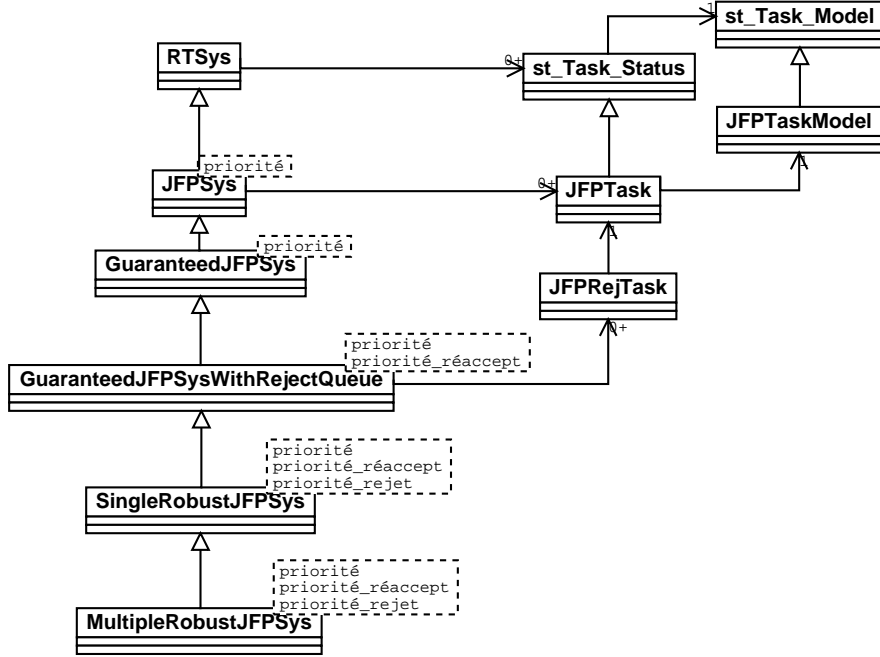 1
st_Task_Model
RTSys
0+
st_Task_Status
JFPTaskModel
priorité
1
JFPSys
0+
JFPTask
1
priorité
GuaranteedJFPSys
JFPRejTask
0+
priorité
priorité_réaccept
GuaranteedJFPSysWithRejectQueue
priorité
priorité_réaccept
priorité_rejet
SingleRobustJFPSys
priorité
priorité_réaccept
priorité_rejet
MultipleRobustJFPSys